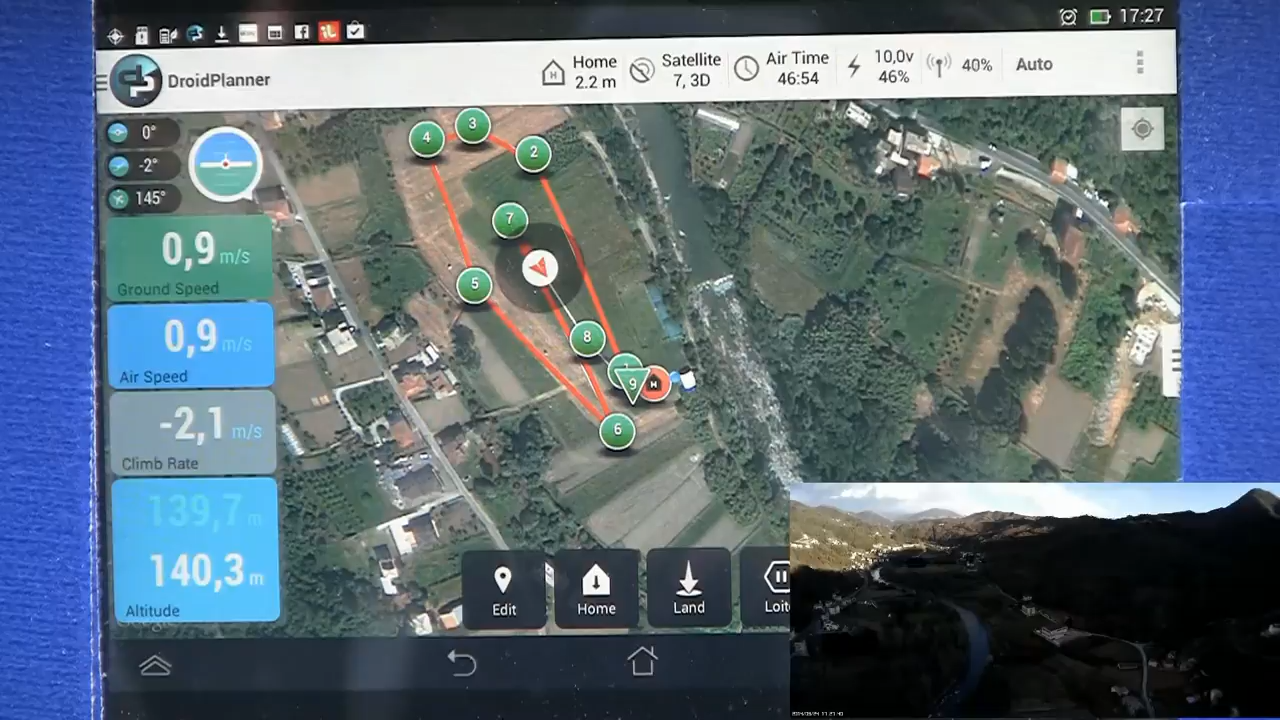 17:27
DroidPlanner
Home
2.2 m
Satellite
7, 3D
Air Time
46:54
10,0v
46%
40%
Auto
0°
-2°
145°
0,9 m/s
Ground Speed
0,9 m/s
Air Speed
-2,1 m/s
Climb Rate
139,7 m
140,3 m
Altitude
4
3
2
7
5
8
9
H
6
Edit
Home
Land
Loit